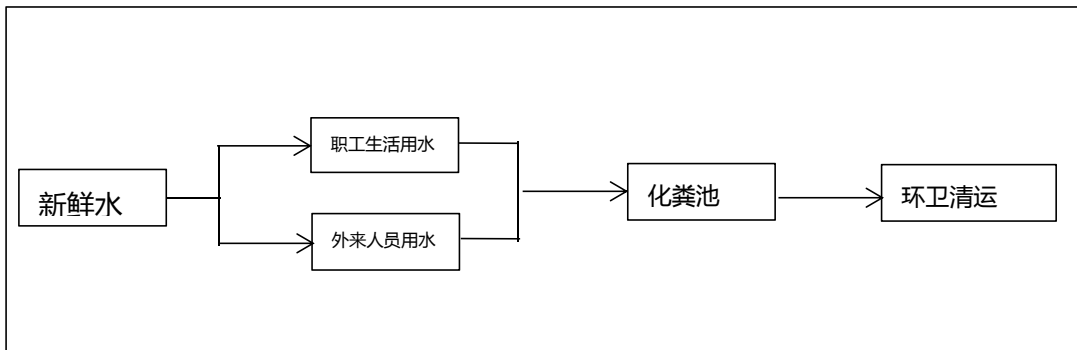 新鲜水
职工生活用水
外来人员用水
化粪池
环卫清运